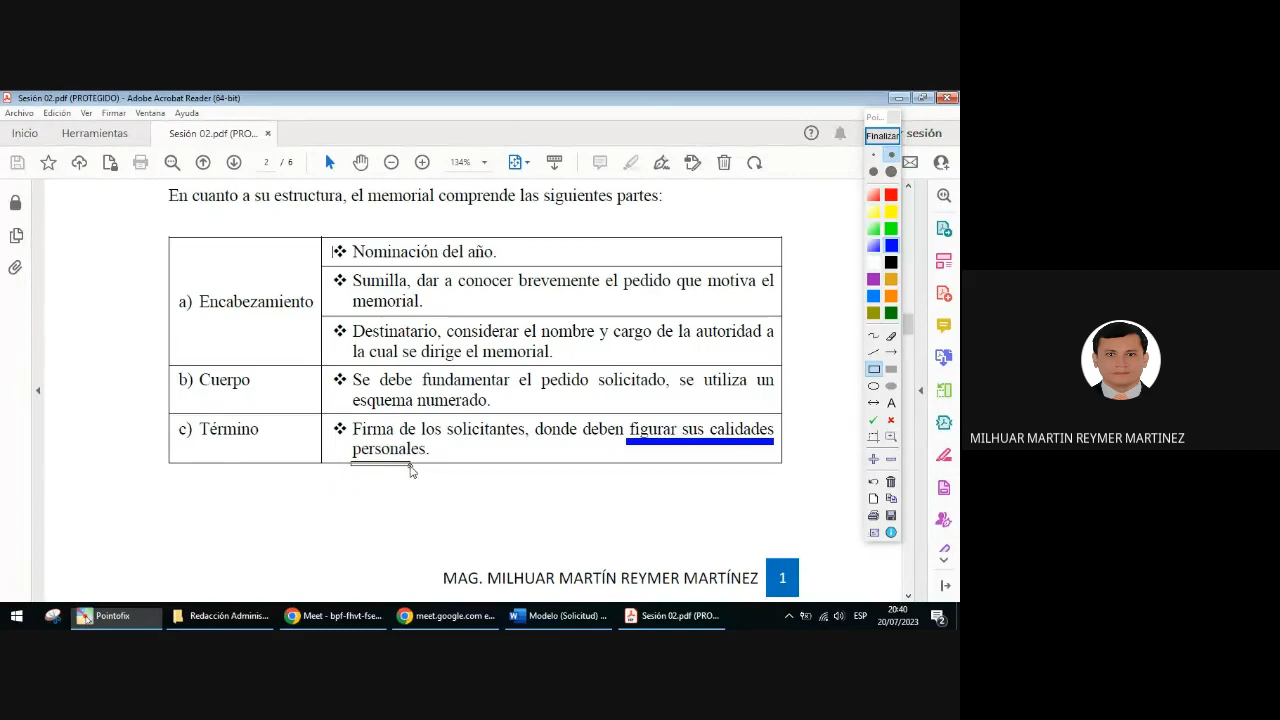 Sesión 02.pdf (PROTEGIDO) - Adobe Acrobat Reader (64-bit)
Archivo Edición Ver Firmar Ventana Ayuda
Poi...
Finalizar
Inicio Herramientas Sesión 02.pdf (PRO... × sesión
2 / 6 134%
En cuanto a su estructura, el memorial comprende las siguientes partes:
a) Encabezamiento
❖ Nominación del año.
❖ Sumilla, dar a conocer brevemente el pedido que motiva el
memorial.
❖ Destinatario, considerar el nombre y cargo de la autoridad a
la cual se dirige el memorial.
b) Cuerpo
❖ Se debe fundamentar el pedido solicitado, se utiliza un
esquema numerado.
c) Término
❖ Firma de los solicitantes, donde deben figurar sus calidades
personales.
A
MILHUAR MARTIN REYMER MARTINEZ
MAG. MILHUAR MARTÍN REYMER MARTÍNEZ 1
Pointofix Redacción Adminis... Meet - bpf-fhvt-fse... meet.google.com e... Modelo (Solicitud) ... Sesión 02.pdf (PRO... ESP 20:40
20/07/2023
2